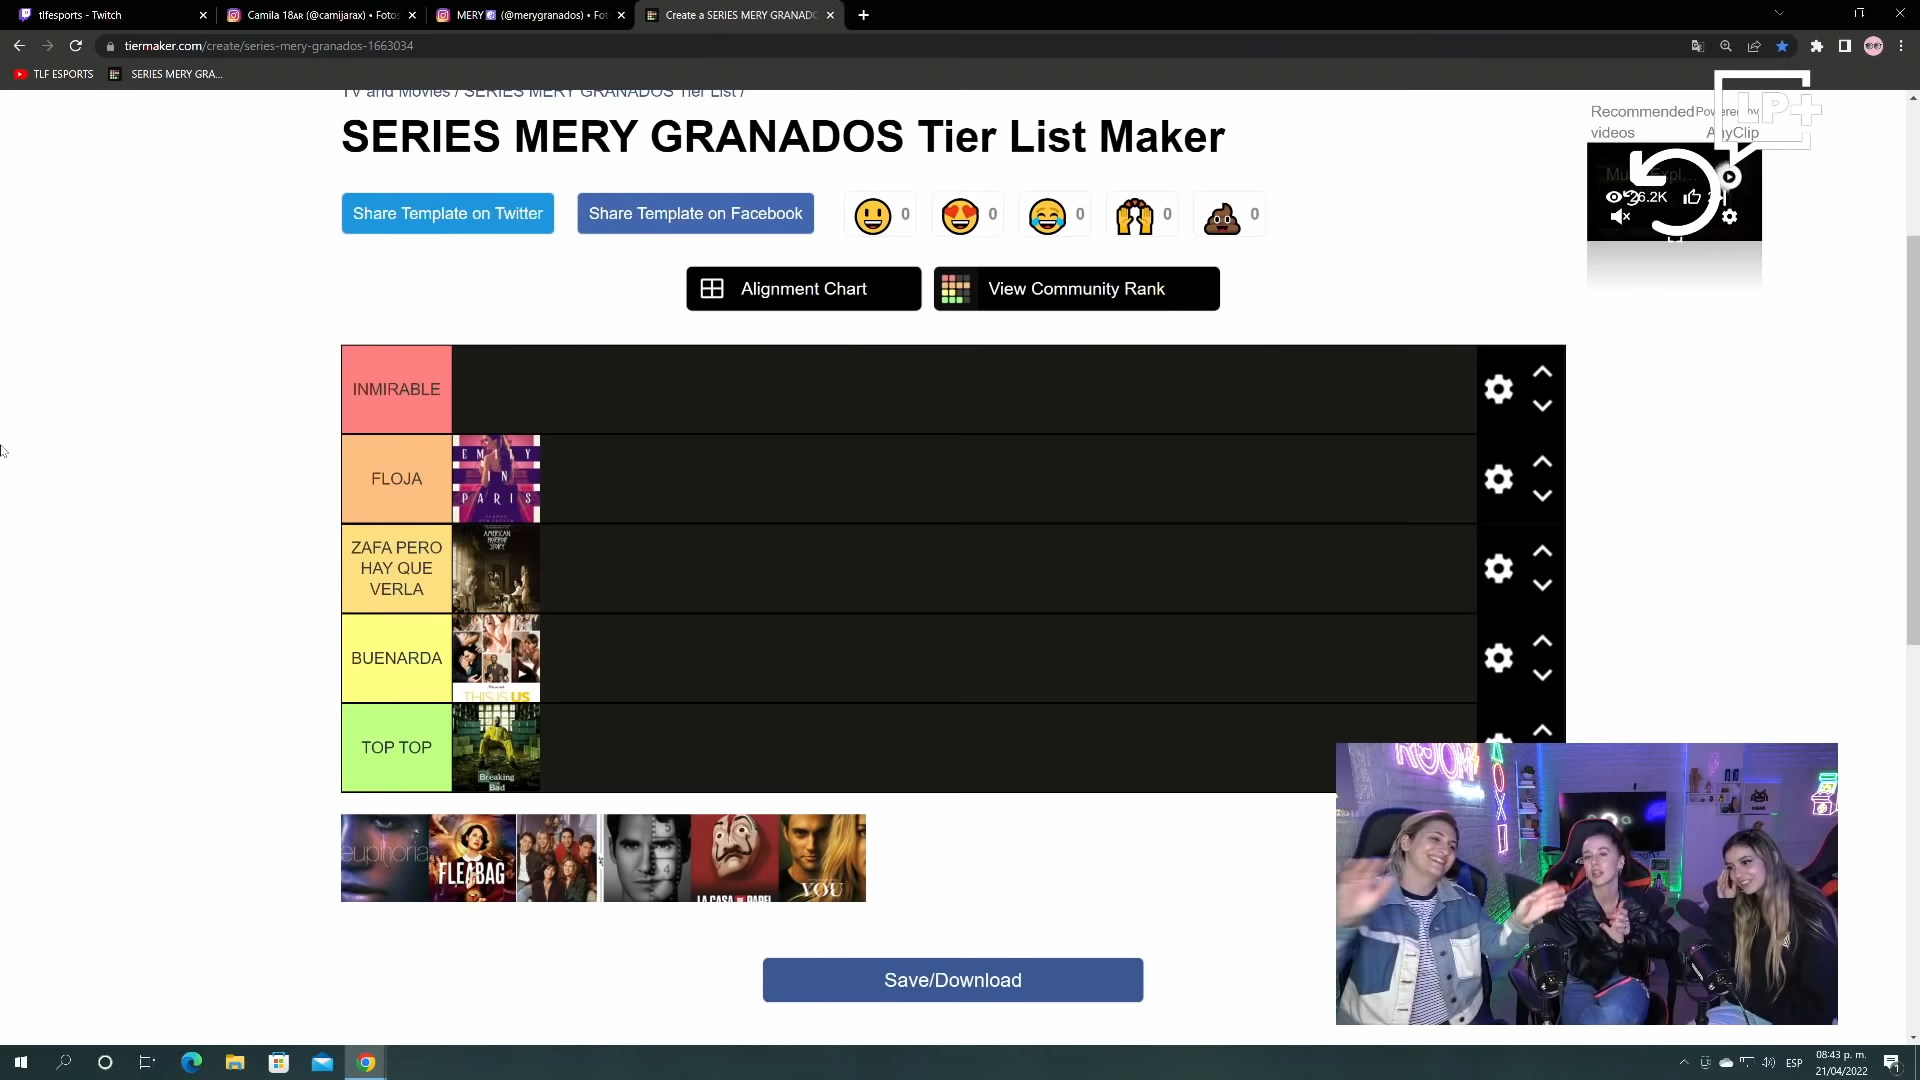 tlfesports - Twitch
Camila 18AR (@camijarax) • Fotos
MERY (@merygranados) • Fot
Create a SERIES MERY GRANADO
tiermaker.com/create/series-mery-granados-1663034
TLF ESPORTS
SERIES MERY GRA...
TV and Movies / SERIES MERY GRANADOS Tier List /
SERIES MERY GRANADOS Tier List Maker
Recommended videos
Powered by AnyClip
LP+
26.2K
Share Template on Twitter
Share Template on Facebook
0
0
0
0
0
Alignment Chart
View Community Rank
INMIRABLE
FLOJA
EMILY
IN
PARIS
ZAFA PERO
HAY QUE
VERLA
AMERICAN
HORROR
STORY
BUENARDA
THIS IS US
TOP TOP
Breaking
Bad
euphoria
FLEABAG
LA CASA DE PAPEL
YOU
Save/Download
ESP
08:43 p. m.
21/04/2022